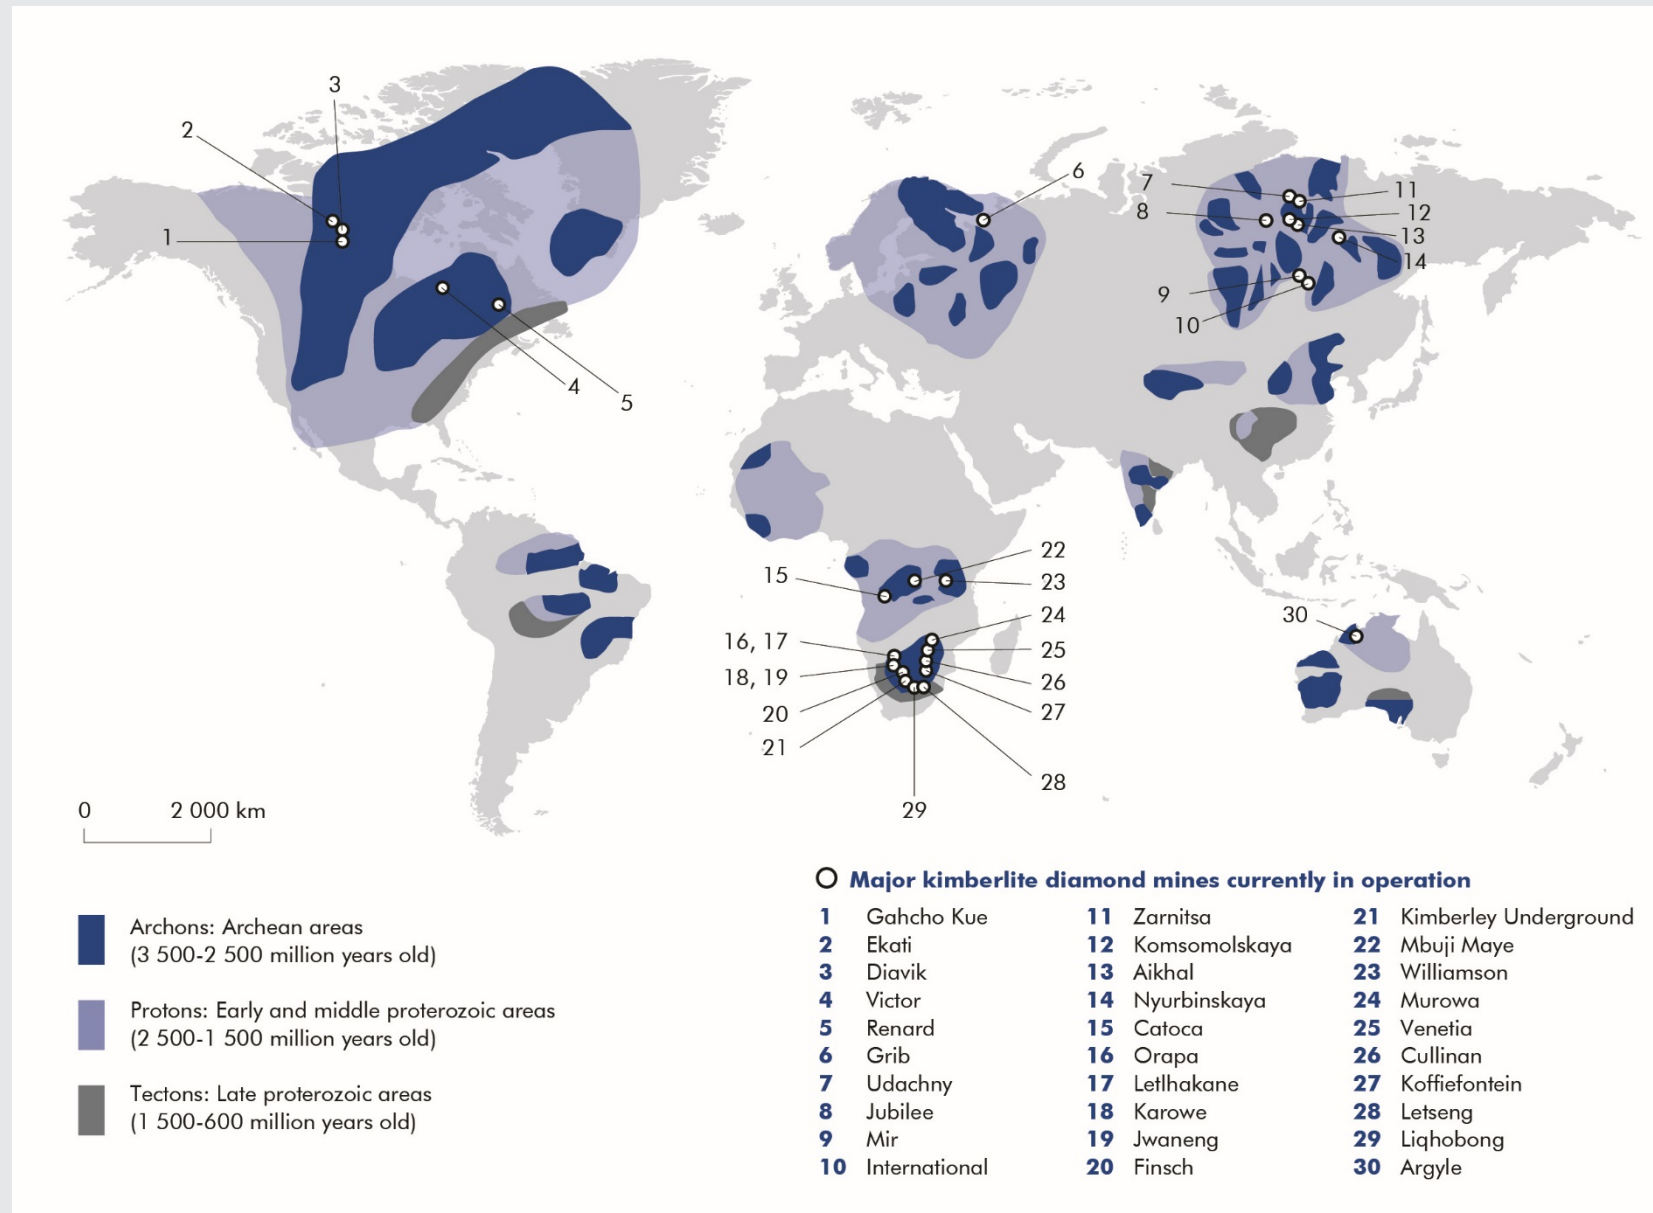 3
2
1
4
5
6
7
8
9
10
11
12
13
14
15
16, 17
18, 19
20
21
22
23
24
25
26
27
28
29
30
0 2 000 km
Archons: Archean areas
(3 500-2 500 million years old)
Protons: Early and middle proterozoic areas
(2 500-1 500 million years old)
Tectons: Late proterozoic areas
(1 500-600 million years old)
Major kimberlite diamond mines currently in operation
1 Gahcho Kue
2 Ekati
3 Diavik
4 Victor
5 Renard
6 Grib
7 Udachny
8 Jubilee
9 Mir
10 International
11 Zarnitsa
12 Komsomolskaya
13 Aikhal
14 Nyurbinskaya
15 Catoca
16 Orapa
17 Letlhakane
18 Karowe
19 Jwaneng
20 Finsch
21 Kimberley Underground
22 Mbuji Maye
23 Williamson
24 Murowa
25 Venetia
26 Cullinan
27 Koffiefontein
28 Letseng
29 Liqhobong
30 Argyle